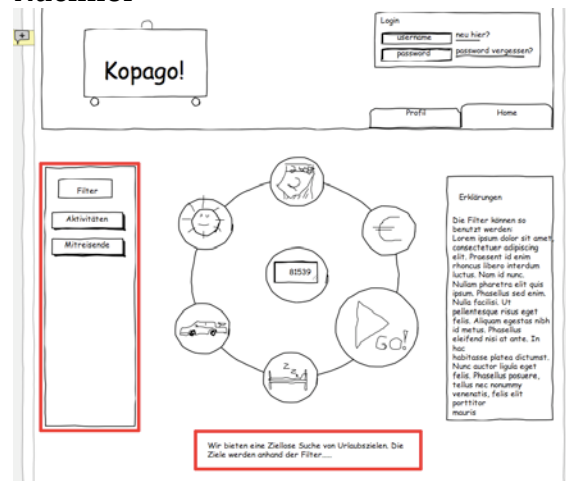 Kopago!
Login
username
neu hier?
password
password vergessen?
Profil
Home
Filter
Aktivitäten
Mitreisende
€
81539
GO!
Z
Z
Z
Erklärungen
Die Filter können so
benutzt werden:
Lorem ipsum dolor sit amet,
consectetuer adipiscing
elit. Praesent id enim
rhoncus libero interdum
luctus. Nam id nunc.
Nullam pharetra elit quis
ipsum. Phasellus sed enim.
Nulla facilisi. Ut
pellentesque risus eget
felis. Aliquam egestas nibh
id metus. Phasellus
eleifend nisi at ante. In
hac
habitasse platea dictumst.
Nunc auctor ligula eget
felis. Phasellus posuere,
tellus nec nonummy
venenatis, felis elit
porttitor
mauris
Wir bieten eine Ziellose Suche von Urlaubszielen. Die
Ziele werden anhand der Filter.....